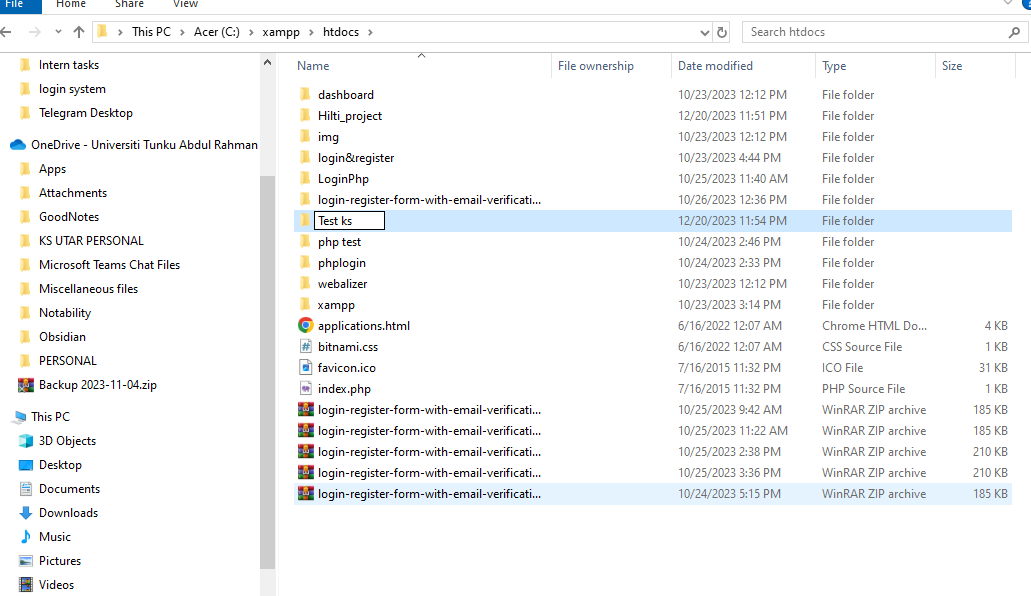 File Home Share View
This PC > Acer (C:) > xampp > htdocs >
Search htdocs
Intern tasks
login system
Telegram Desktop
OneDrive - Universiti Tunku Abdul Rahman
Apps
Attachments
GoodNotes
KS UTAR PERSONAL
Microsoft Teams Chat Files
Miscellaneous files
Notability
Obsidian
PERSONAL
Backup 2023-11-04.zip
This PC
3D Objects
Desktop
Documents
Downloads
Music
Pictures
Videos
Name File ownership Date modified Type Size
dashboard 10/23/2023 12:12 PM File folder
Hilti_project 12/20/2023 11:51 PM File folder
img 10/23/2023 12:12 PM File folder
login&register 10/23/2023 4:44 PM File folder
LoginPhp 10/25/2023 11:40 AM File folder
login-register-form-with-email-verificati... 10/26/2023 12:36 PM File folder
Test ks 12/20/2023 11:54 PM File folder
php test 10/24/2023 2:46 PM File folder
phplogin 10/24/2023 2:33 PM File folder
webalizer 10/23/2023 12:12 PM File folder
xampp 10/23/2023 3:14 PM File folder
applications.html 6/16/2022 12:07 AM Chrome HTML Do... 4 KB
bitnami.css 6/16/2022 12:07 AM CSS Source File 1 KB
favicon.ico 7/16/2015 11:32 PM ICO File 31 KB
index.php 7/16/2015 11:32 PM PHP Source File 1 KB
login-register-form-with-email-verificati... 10/25/2023 9:42 AM WinRAR ZIP archive 185 KB
login-register-form-with-email-verificati... 10/25/2023 11:22 AM WinRAR ZIP archive 185 KB
login-register-form-with-email-verificati... 10/25/2023 2:38 PM WinRAR ZIP archive 210 KB
login-register-form-with-email-verificati... 10/25/2023 3:36 PM WinRAR ZIP archive 210 KB
login-register-form-with-email-verificati... 10/24/2023 5:15 PM WinRAR ZIP archive 185 KB